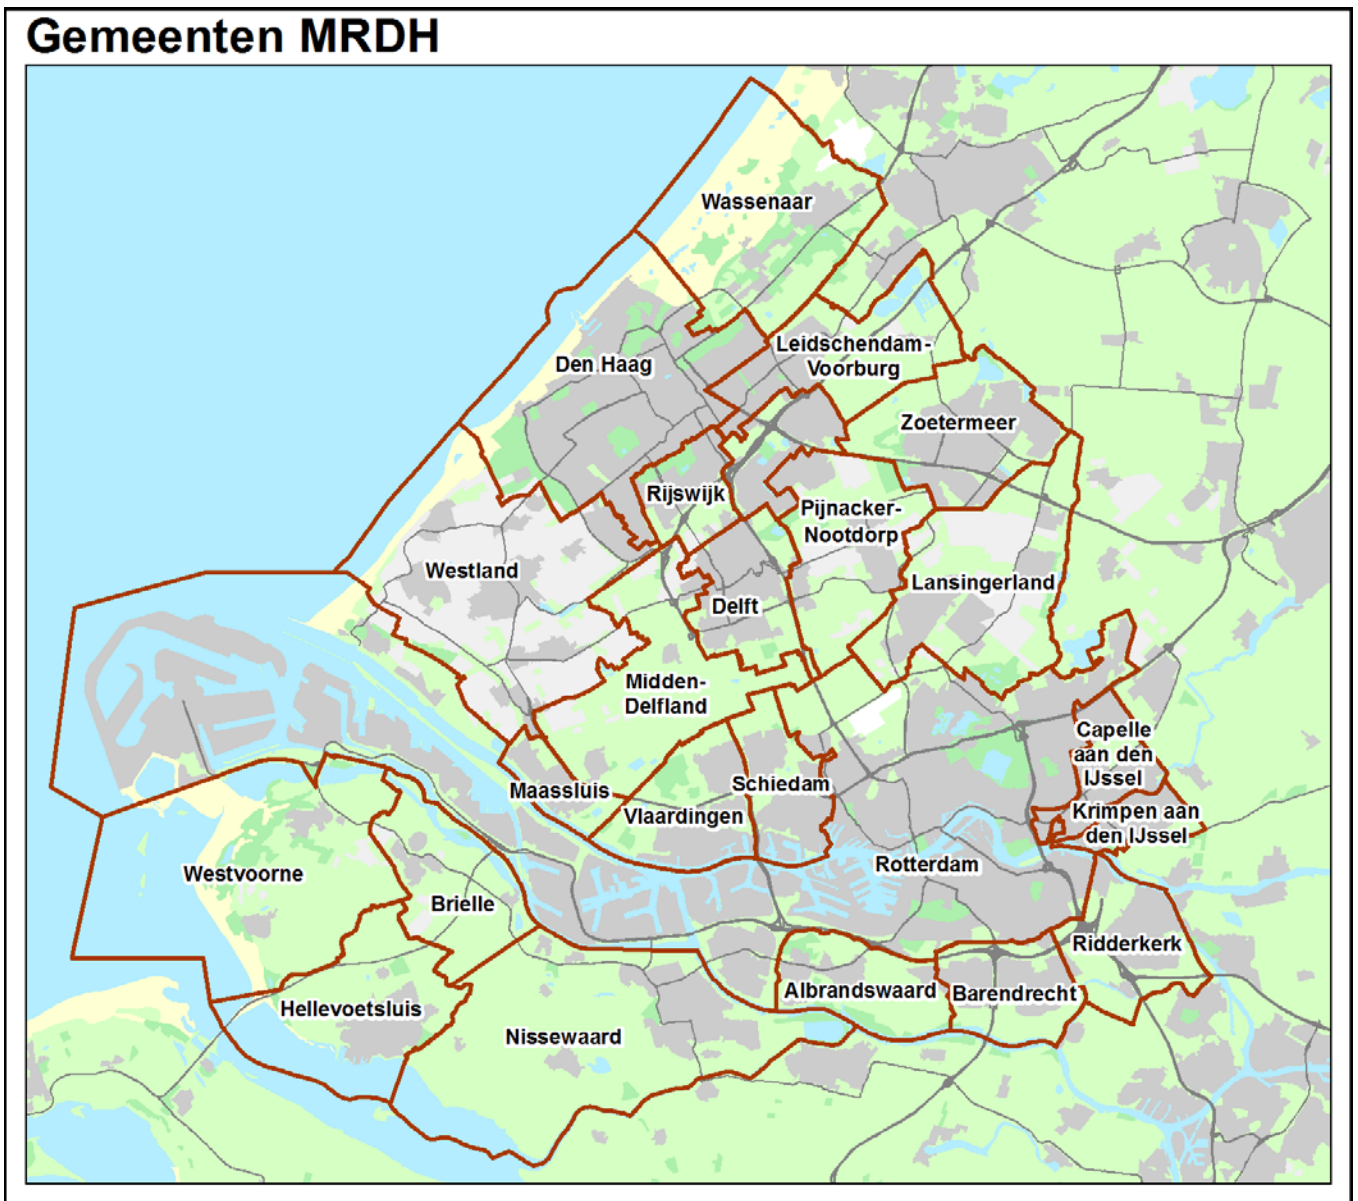 Gemeenten MRDH
Wassenaar
Leidschendam-
Voorburg
Den Haag
Zoetermeer
Rijswijk
Pijnacker-
Nootdorp
Westland
Lansingerland
Delft
Midden-
Delfland
Capelle
aan den
IJssel
Maassluis
Schiedam
Vlaardingen
Krimpen aan
den IJssel
Rotterdam
Westvoorne
Brielle
Ridderkerk
Albrandswaard
Barendrecht
Hellevoetsluis
Nissewaard